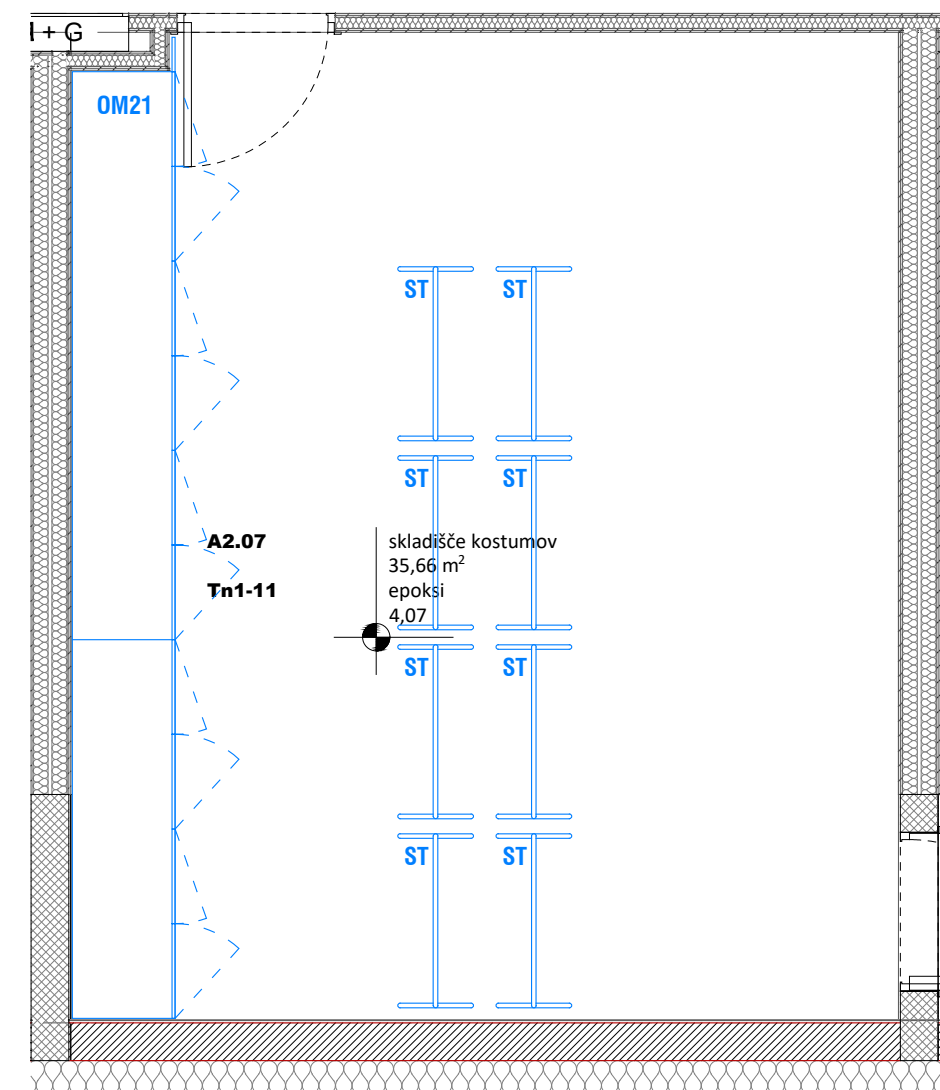 + G
OM21
ST ST
ST ST
A2.07
Tn1-11
skladišče kostumov
35,66 m²
epoksi
4,07
ST ST
ST ST